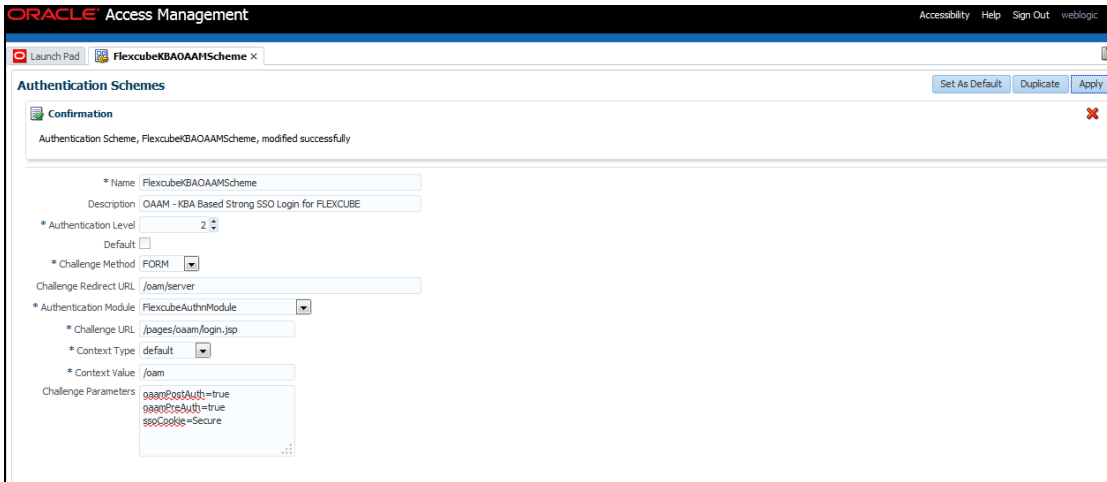 ORACLE Access Management
Accessibility Help Sign Out weblogic
Launch Pad FlexcubeKBAOAAMScheme ×
Authentication Schemes
Set As Default Duplicate Apply
Confirmation
Authentication Scheme, FlexcubeKBAOAAMScheme, modified successfully
* Name FlexcubeKBAOAAMScheme
Description OAAM - KBA Based Strong SSO Login for FLEXCUBE
* Authentication Level 2
Default
* Challenge Method FORM
Challenge Redirect URL /oam/server
* Authentication Module FlexcubeAuthnModule
* Challenge URL /pages/oaam/login.jsp
* Context Type default
* Context Value /oam
Challenge Parameters oaamPostAuth=true
oaamPreAuth=true
ssoCookie=Secure